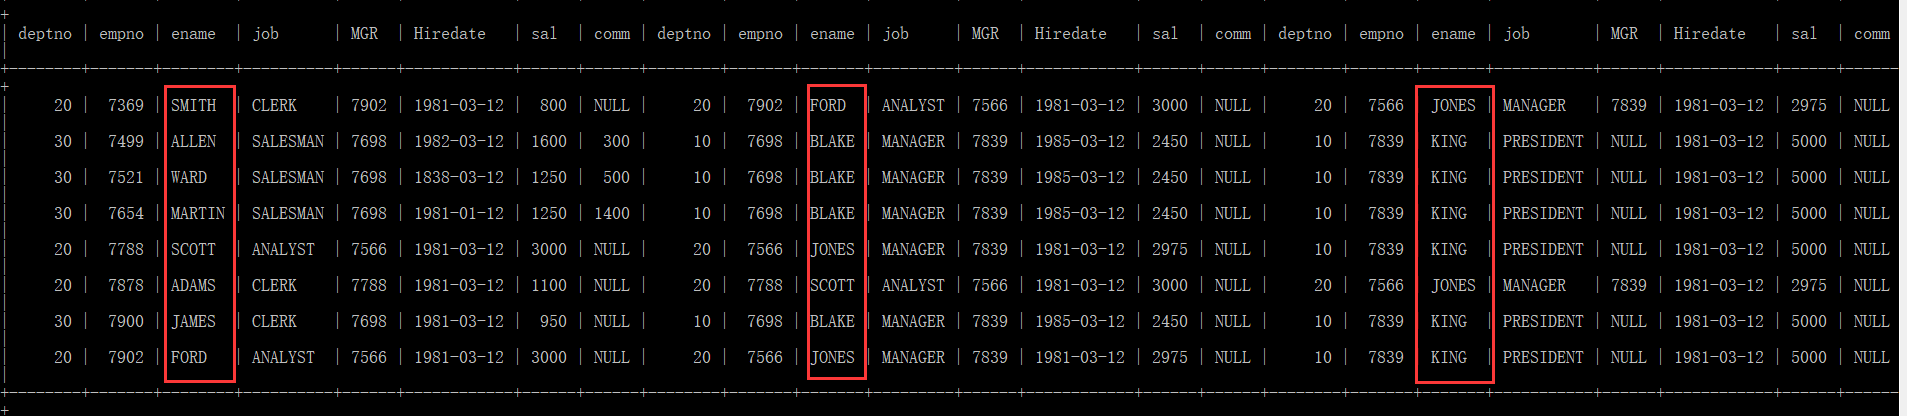 deptno | empno | ename | job | MGR | Hiredate | sal | comm | deptno | empno | ename | job | MGR | Hiredate | sal | comm | deptno | empno | ename | job | MGR | Hiredate | sal | comm
20 | 7369 | SMITH | CLERK | 7902 | 1981-03-12 | 800 | NULL | 20 | 7902 | FORD | ANALYST | 7566 | 1981-03-12 | 3000 | NULL | 20 | 7566 | JONES | MANAGER | 7839 | 1981-03-12 | 2975 | NULL
30 | 7499 | ALLEN | SALESMAN | 7698 | 1982-03-12 | 1600 | 300 | 10 | 7698 | BLAKE | MANAGER | 7839 | 1985-03-12 | 2450 | NULL | 10 | 7839 | KING | PRESIDENT | NULL | 1981-03-12 | 5000 | NULL
30 | 7521 | WARD | SALESMAN | 7698 | 1838-03-12 | 1250 | 500 | 10 | 7698 | BLAKE | MANAGER | 7839 | 1985-03-12 | 2450 | NULL | 10 | 7839 | KING | PRESIDENT | NULL | 1981-03-12 | 5000 | NULL
30 | 7654 | MARTIN | SALESMAN | 7698 | 1981-01-12 | 1250 | 1400 | 10 | 7698 | BLAKE | MANAGER | 7839 | 1985-03-12 | 2450 | NULL | 10 | 7839 | KING | PRESIDENT | NULL | 1981-03-12 | 5000 | NULL
20 | 7788 | SCOTT | ANALYST | 7566 | 1981-03-12 | 3000 | NULL | 20 | 7566 | JONES | MANAGER | 7839 | 1981-03-12 | 2975 | NULL | 10 | 7839 | KING | PRESIDENT | NULL | 1981-03-12 | 5000 | NULL
20 | 7878 | ADAMS | CLERK | 7788 | 1981-03-12 | 1100 | NULL | 20 | 7788 | SCOTT | ANALYST | 7566 | 1981-03-12 | 3000 | NULL | 20 | 7566 | JONES | MANAGER | 7839 | 1981-03-12 | 2975 | NULL
30 | 7900 | JAMES | CLERK | 7698 | 1981-03-12 | 950 | NULL | 10 | 7698 | BLAKE | MANAGER | 7839 | 1985-03-12 | 2450 | NULL | 10 | 7839 | KING | PRESIDENT | NULL | 1981-03-12 | 5000 | NULL
20 | 7902 | FORD | ANALYST | 7566 | 1981-03-12 | 3000 | NULL | 20 | 7566 | JONES | MANAGER | 7839 | 1981-03-12 | 2975 | NULL | 10 | 7839 | KING | PRESIDENT | NULL | 1981-03-12 | 5000 | NULL